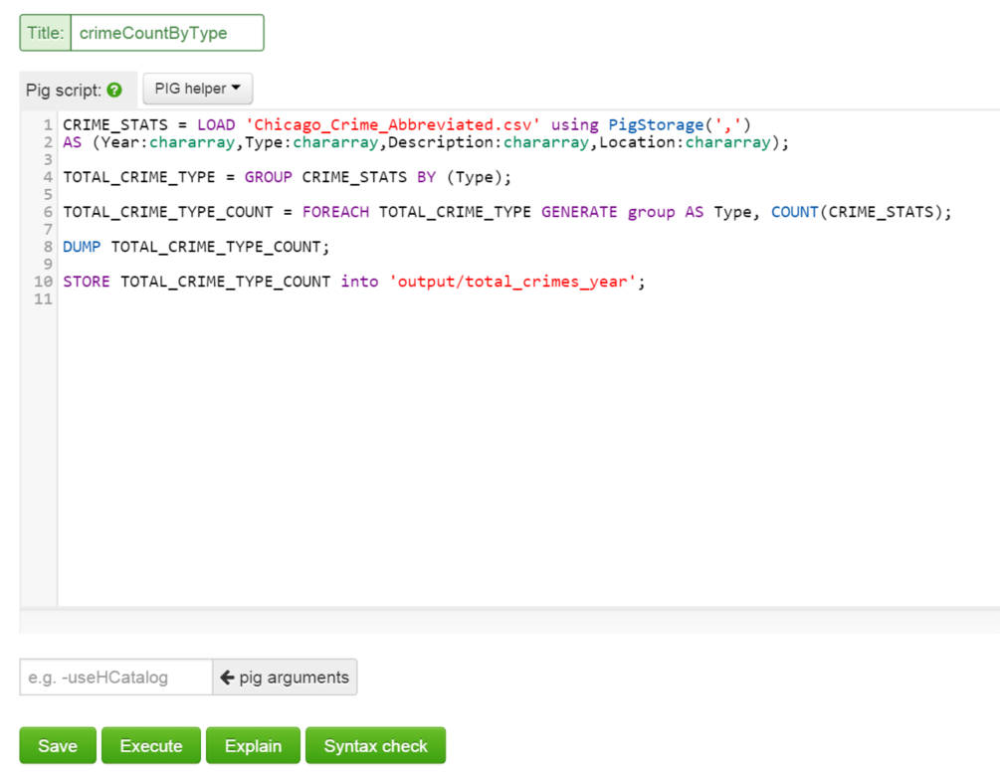 Title: crimeCountByType
Pig script: ? PIG helper
1 CRIME_STATS = LOAD 'Chicago_Crime_Abbreviated.csv' using PigStorage(',')
2 AS (Year:chararray,Type:chararray,Description:chararray,Location:chararray);
3
4 TOTAL_CRIME_TYPE = GROUP CRIME_STATS BY (Type);
5
6 TOTAL_CRIME_TYPE_COUNT = FOREACH TOTAL_CRIME_TYPE GENERATE group AS Type, COUNT(CRIME_STATS);
7
8 DUMP TOTAL_CRIME_TYPE_COUNT;
9
10 STORE TOTAL_CRIME_TYPE_COUNT into 'output/total_crimes_year';
11
e.g. -useHCatalog pig arguments
Save Execute Explain Syntax check